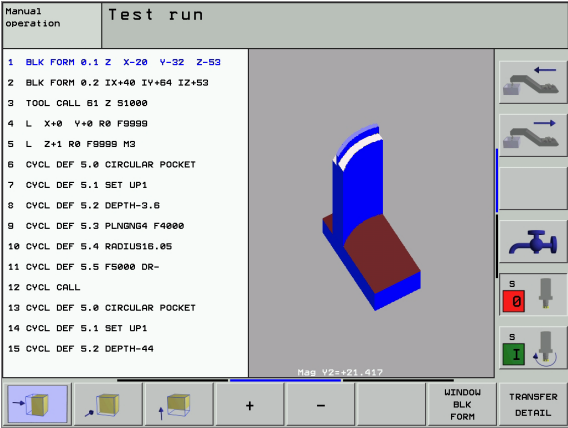 Manual
operation
Test run
1 BLK FORM 0.1 Z X-20 Y-32 Z-53
2 BLK FORM 0.2 IX+40 IY+64 IZ+53
3 TOOL CALL 61 Z S1000
4 L X+0 Y+0 R0 F9999
5 L Z+1 R0 F9999 M3
6 CYCL DEF 5.0 CIRCULAR POCKET
7 CYCL DEF 5.1 SET UP1
8 CYCL DEF 5.2 DEPTH-3.6
9 CYCL DEF 5.3 PLNGNG4 F4000
10 CYCL DEF 5.4 RADIUS16.05
11 CYCL DEF 5.5 F5000 DR-
12 CYCL CALL
13 CYCL DEF 5.0 CIRCULAR POCKET
14 CYCL DEF 5.1 SET UP1
15 CYCL DEF 5.2 DEPTH-44
Mag Y2=+21.417
S
0
S
I
+
-
WINDOW
BLK
FORM
TRANSFER
DETAIL